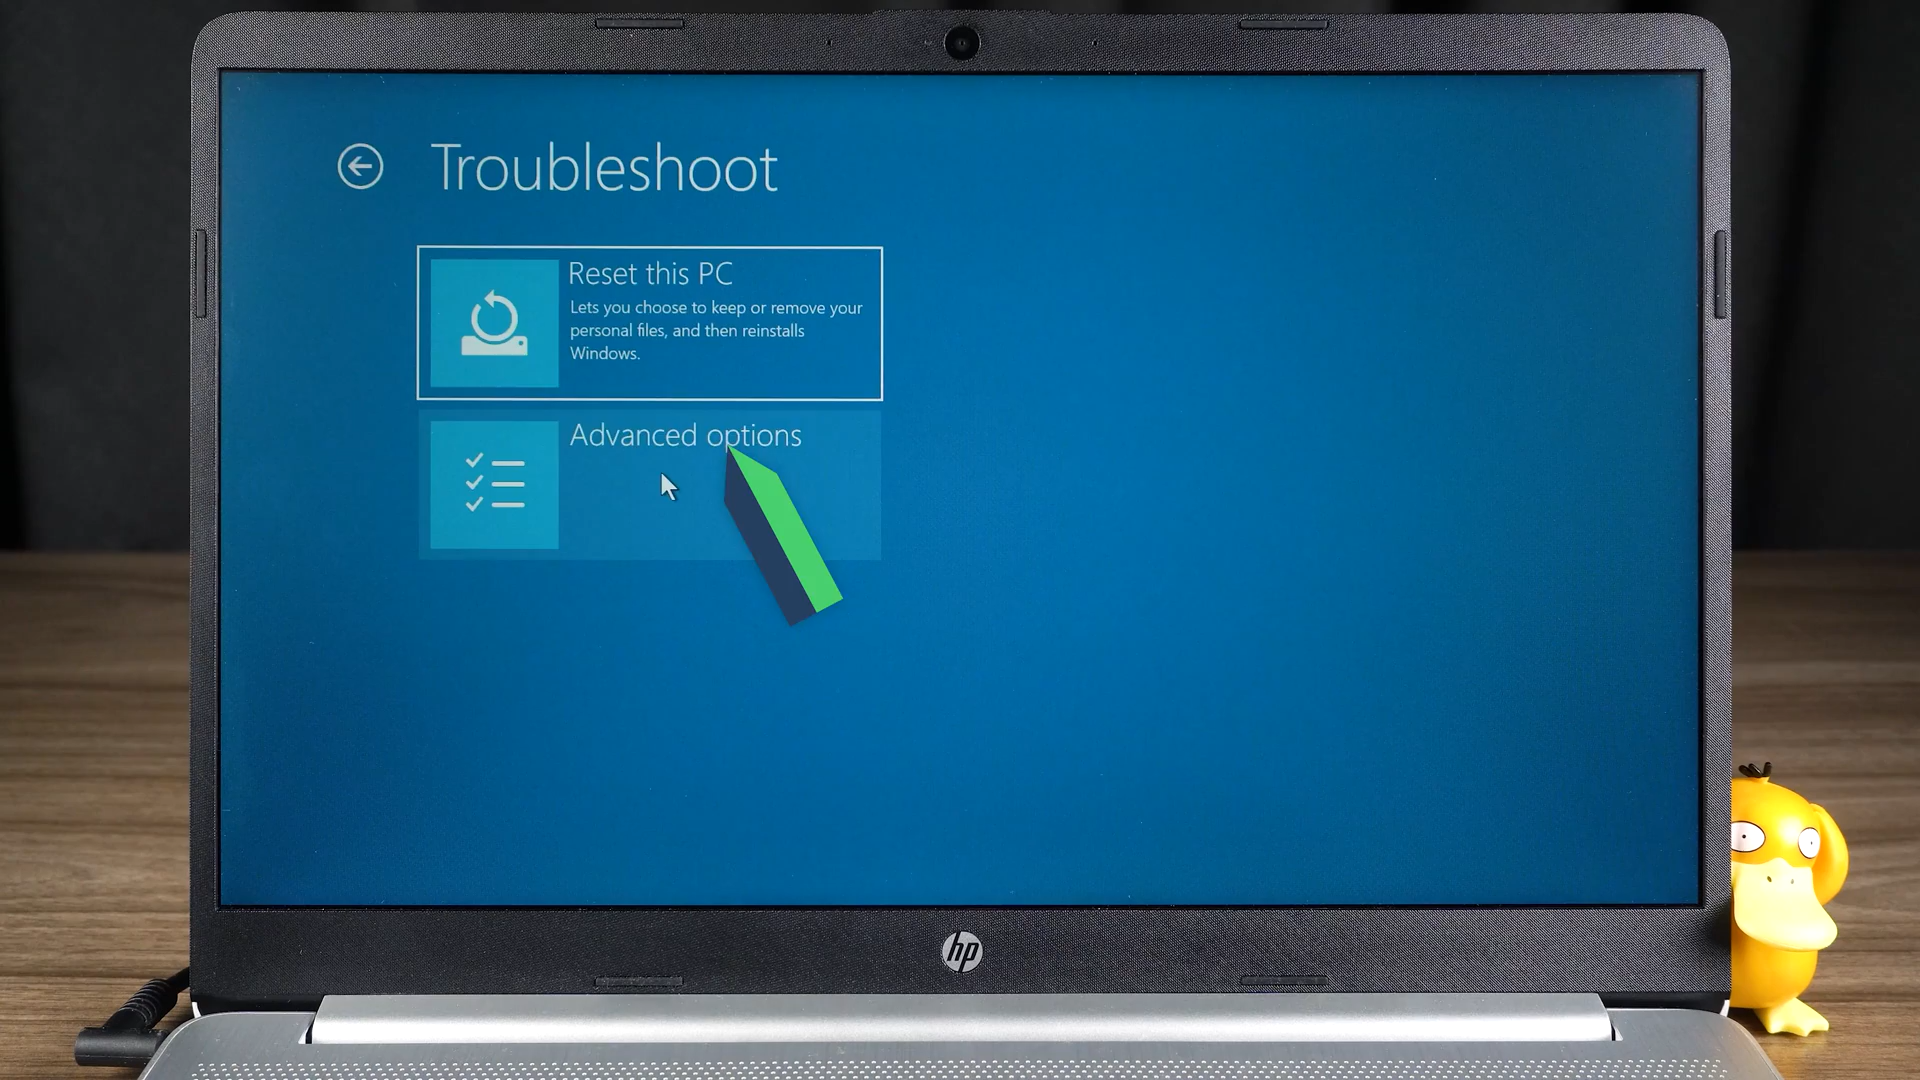 Troubleshoot
Reset this PC
Lets you choose to keep or remove your
personal files, and then reinstalls
Windows.
Advanced options
hp